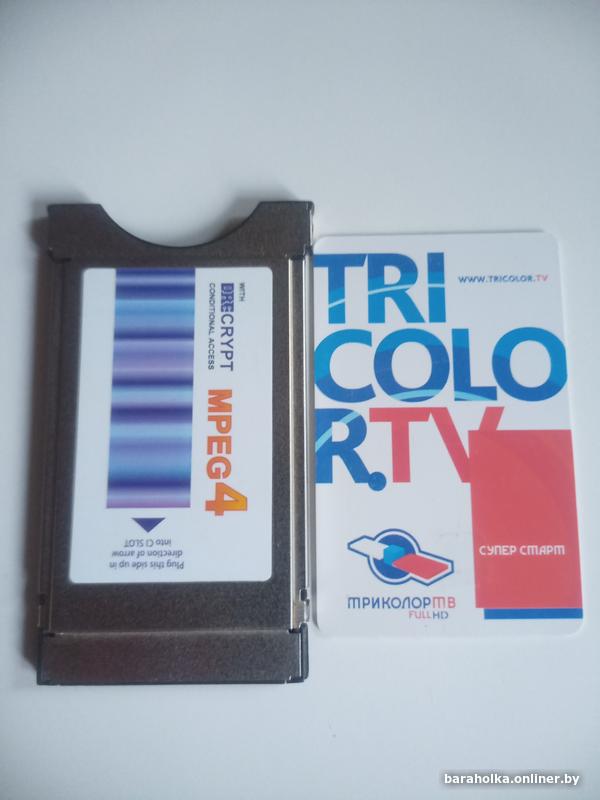 WITH
DRECRYPT
CONDITIONAL ACCESS
MPEG4
Plug this side up in
direction of arrow
into CI SLOT
TRI
COLO
R.TV
WWW.TRICOLOR.TV
СУПЕР СТАРТ
ТРИКОЛОР ТВ
FULL HD
baraholka.onliner.by